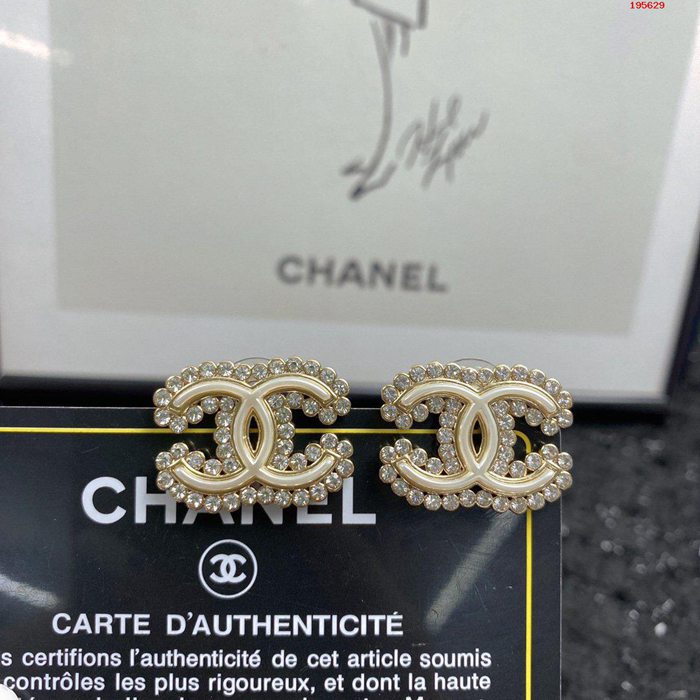 195629
CHANEL
CHANEL
CARTE D'AUTHENTICITÉ
s certifions l'authenticité de cet article soumis
contrôles les plus rigoureux, et dont la haute